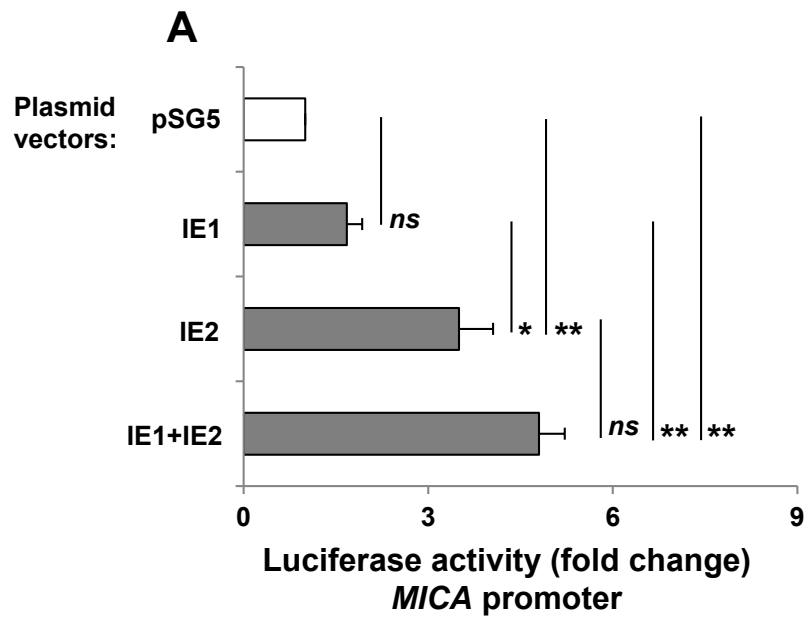 A
Plasmid
vectors:
pSG5
IE1
ns
IE2
* **
IE1+IE2
ns ** **
0 3 6 9
Luciferase activity (fold change)
MICA promoter